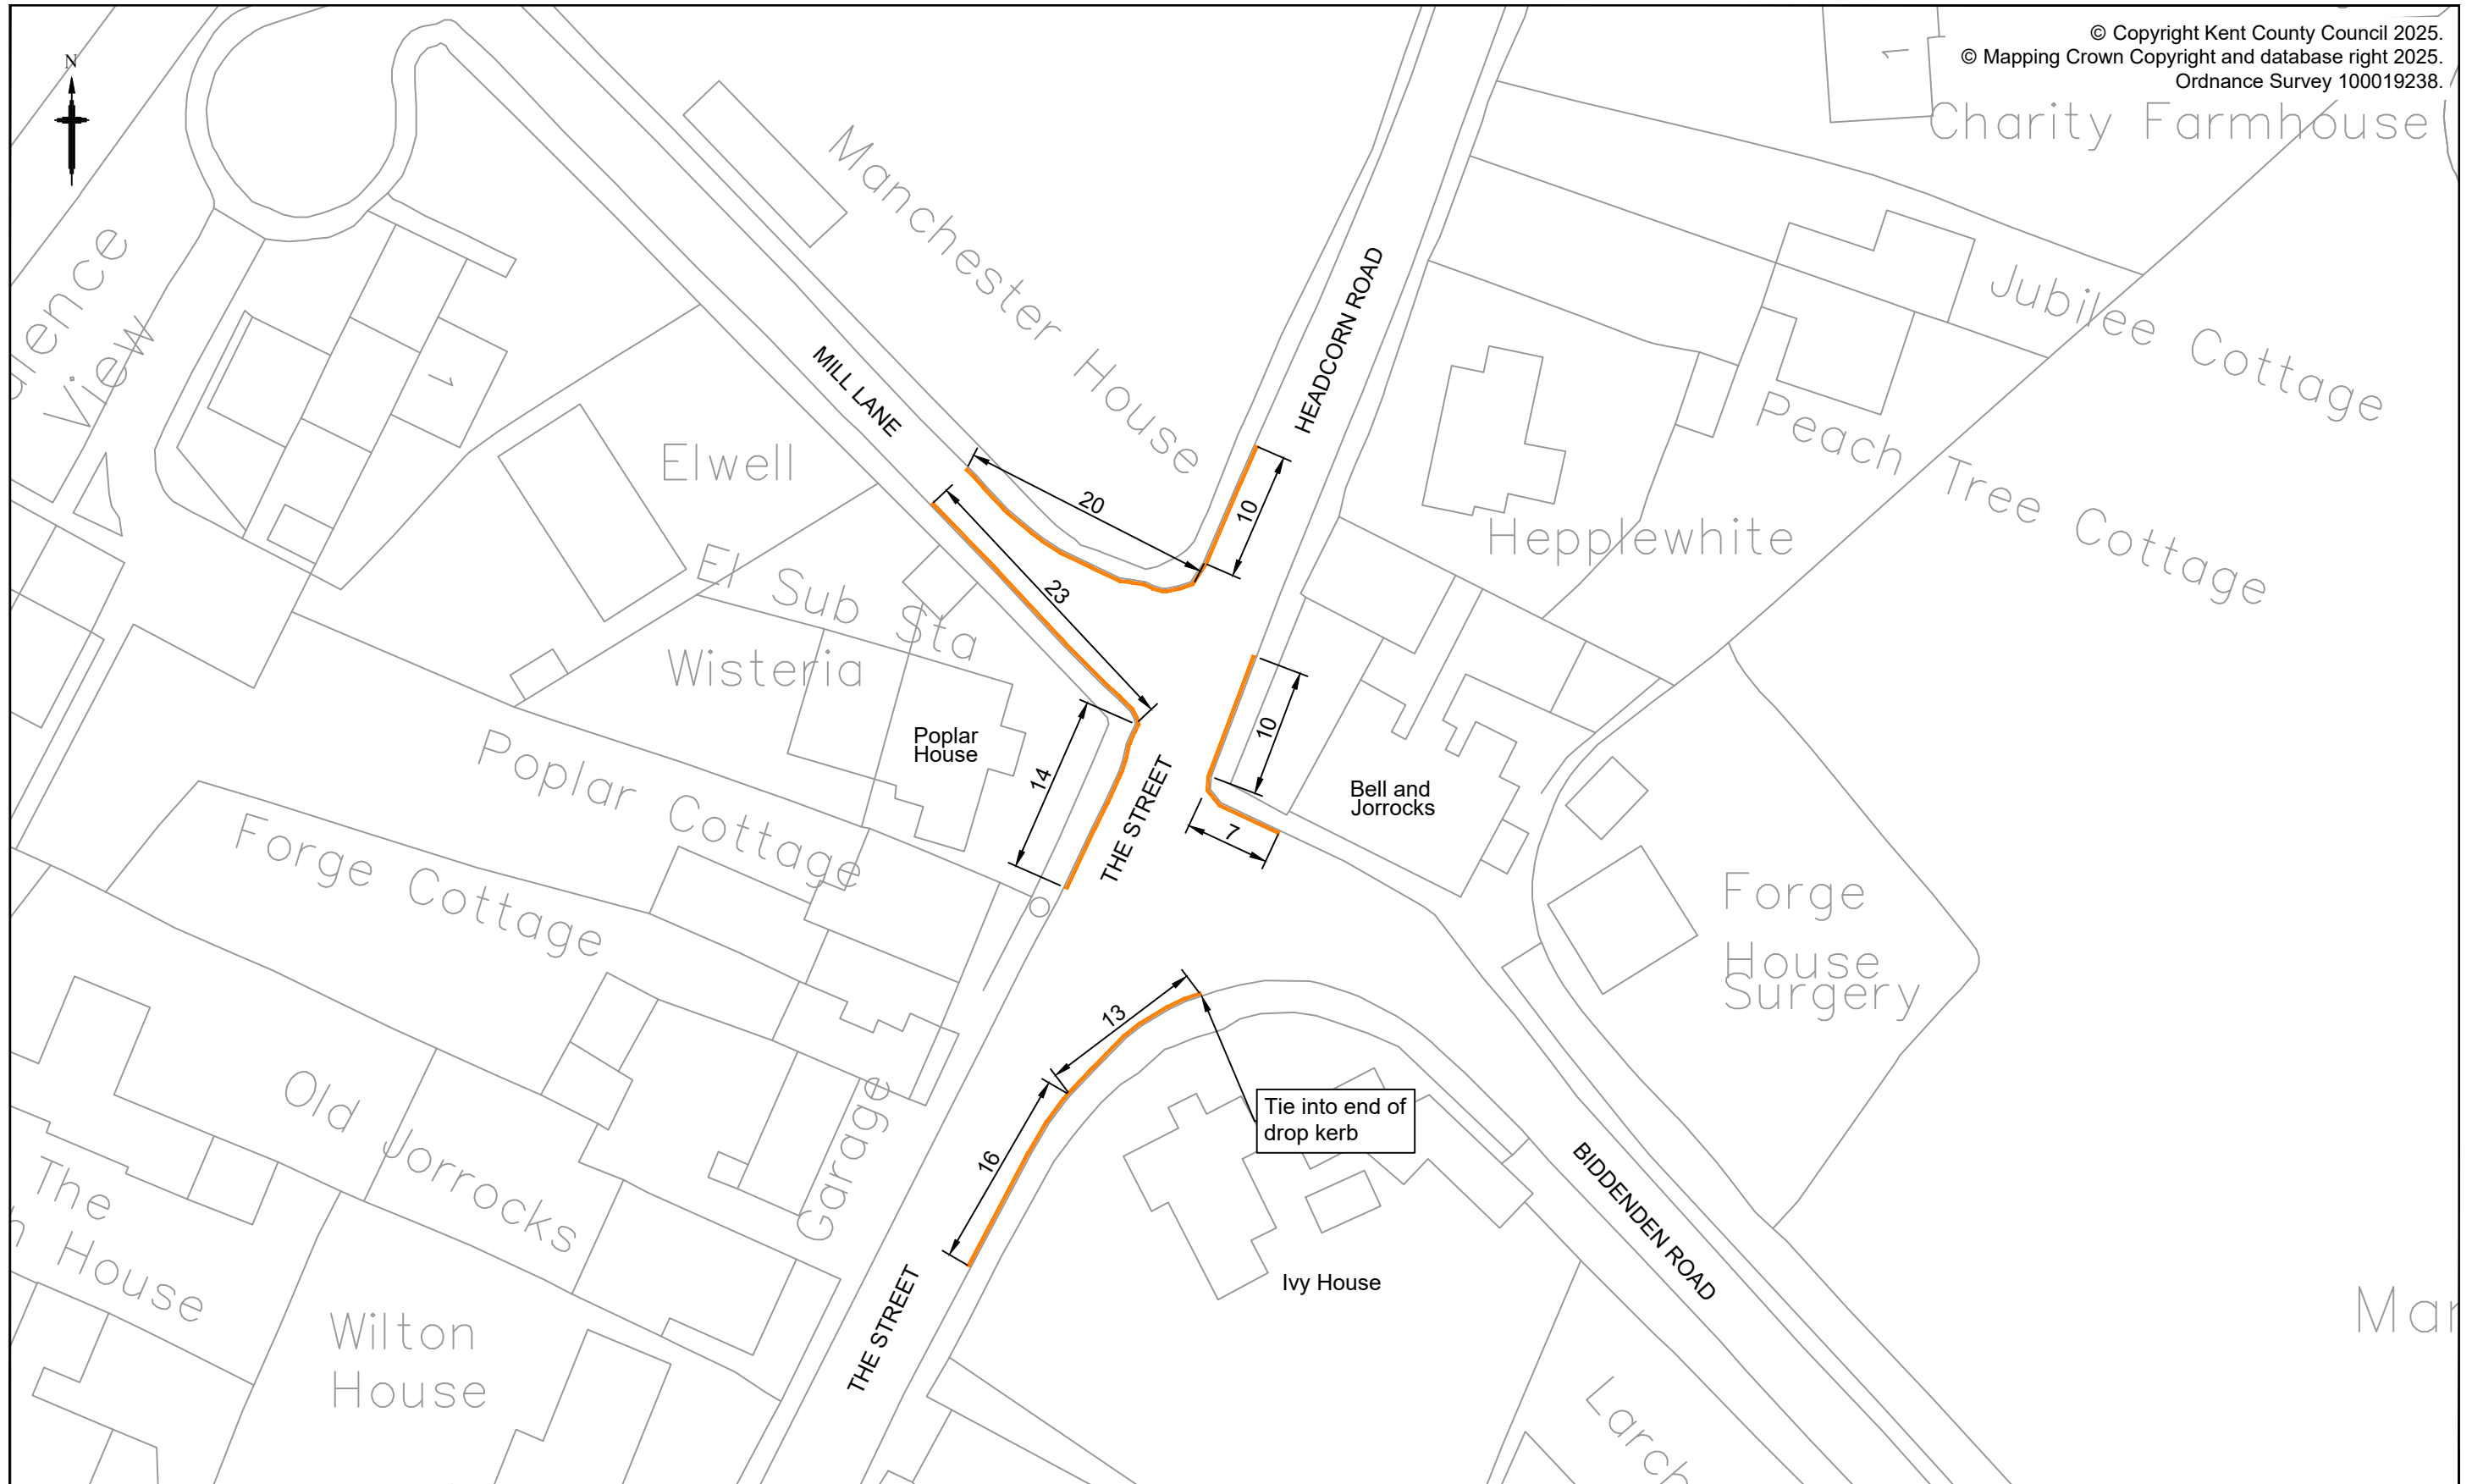 © Copyright Kent County Council 2025.
© Mapping Crown Copyright and database right 2025.
Ordnance Survey 100019238.
N
1
Charity Farmhouse
Manchester House
View
HEADCORN ROAD
Jubilee Cottage
MILL LANE
1
Elwell
Peach Tree Cottage
20
10
Hepplewhite
El Sub Sta
23
Wisteria
Poplar
House
10
14
Poplar Cottage
THE STREET
Bell and
Jorrocks
7
Forge Cottage
Forge
House
Surgery
13
Old Jorrocks
Garage
Tie into end of
drop kerb
16
The
House
BIDDENDEN ROAD
Ivy House
THE STREET
Wilton
House